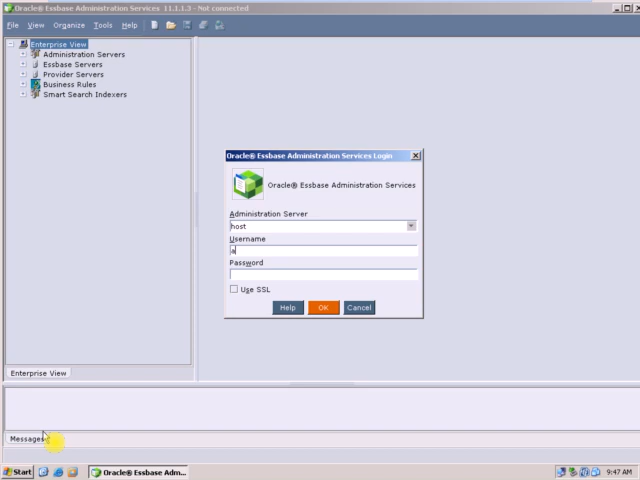 Oracle® Essbase Administration Services 11.1.1.3 - Not connected
File View Organize Tools Help
Enterprise View
Administration Servers
Essbase Servers
Provider Servers
Business Rules
Smart Search Indexers
Oracle® Essbase Administration Services Login
Oracle® Essbase Administration Services
Administration Server
host
Username
a
Password
Use SSL
Help OK Cancel
Enterprise View
Messages
Start Oracle® Essbase Adm... 9:47 AM